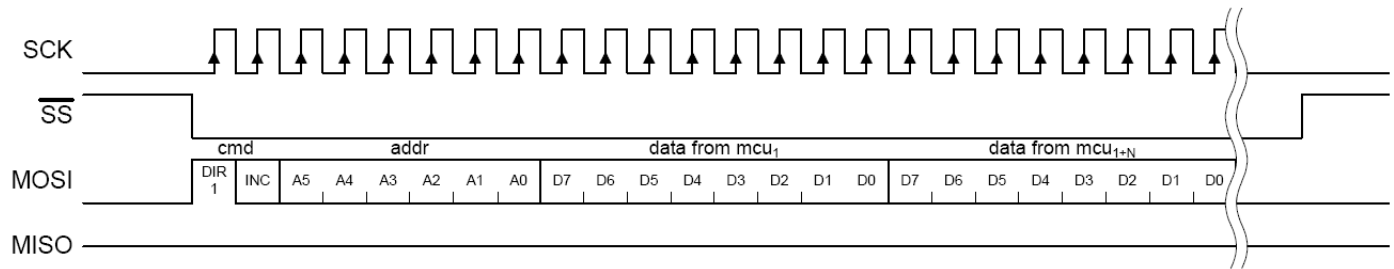 SCK
SS
cmd addr data from mcu1 data from mcu1+N
MOSI DIR 1 INC A5 A4 A3 A2 A1 A0 D7 D6 D5 D4 D3 D2 D1 D0 D7 D6 D5 D4 D3 D2 D1 D0
MISO